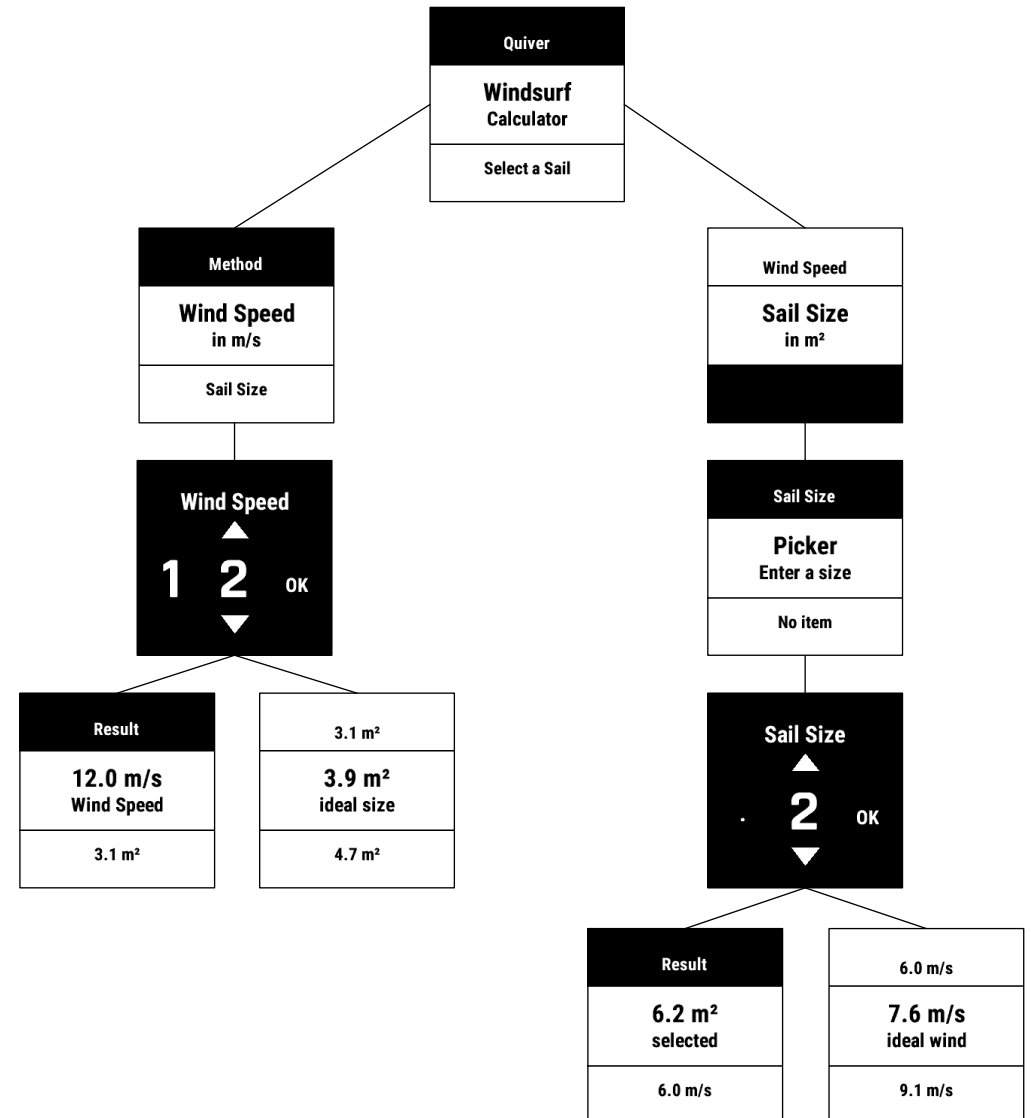 Quiver
Windsurf
Calculator
Select a Sail
Method
Wind Speed
in m/s
Sail Size
Wind Speed
Sail Size
in m²
Wind Speed
1 2 OK
Sail Size
Picker
Enter a size
No item
Result
12.0 m/s
Wind Speed
3.1 m²
3.1 m²
3.9 m²
ideal size
4.7 m²
Sail Size
. 2 OK
Result
6.2 m²
selected
6.0 m/s
6.0 m/s
7.6 m/s
ideal wind
9.1 m/s